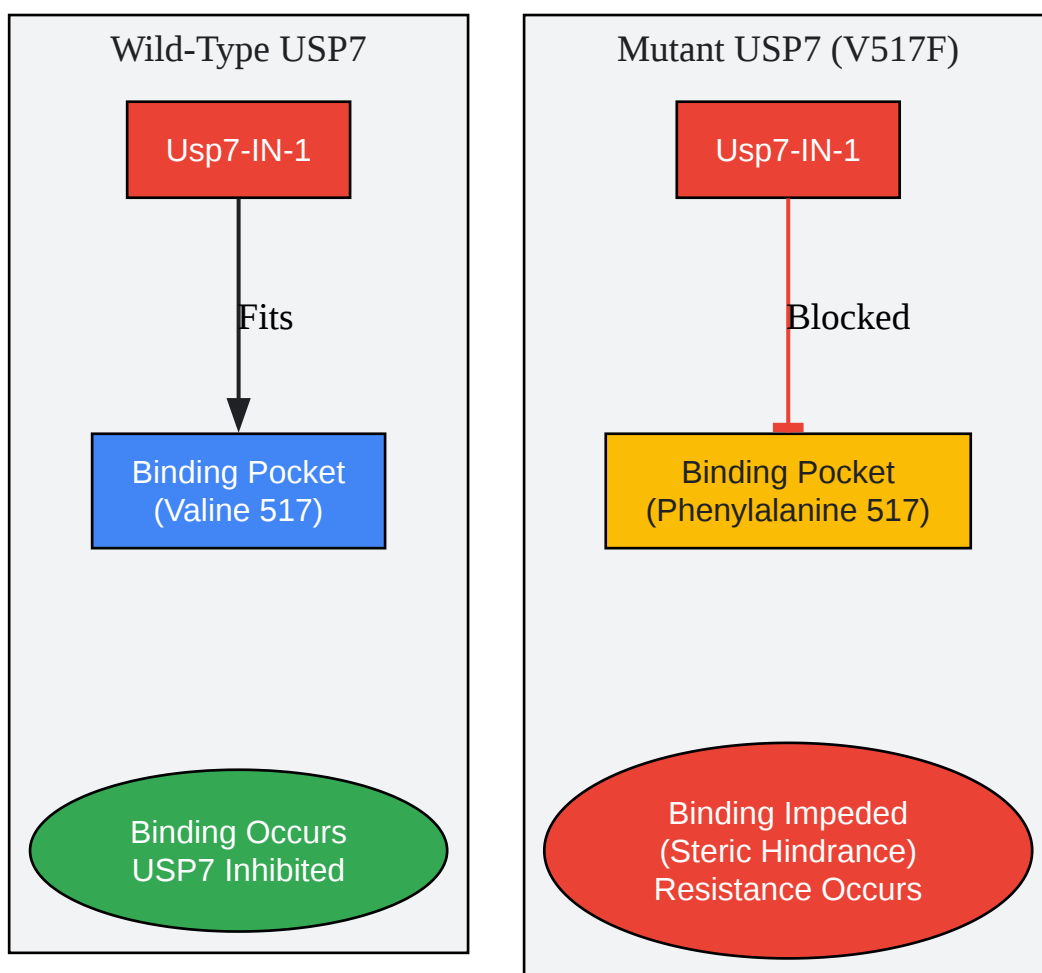 Wild-Type USP7
Usp7-IN-1
Fits
Binding Pocket
(Valine 517)
Binding Occurs
USP7 Inhibited
Mutant USP7 (V517F)
Usp7-IN-1
Blocked
Binding Pocket
(Phenylalanine 517)
Binding Impeded
(Steric Hindrance)
Resistance Occurs